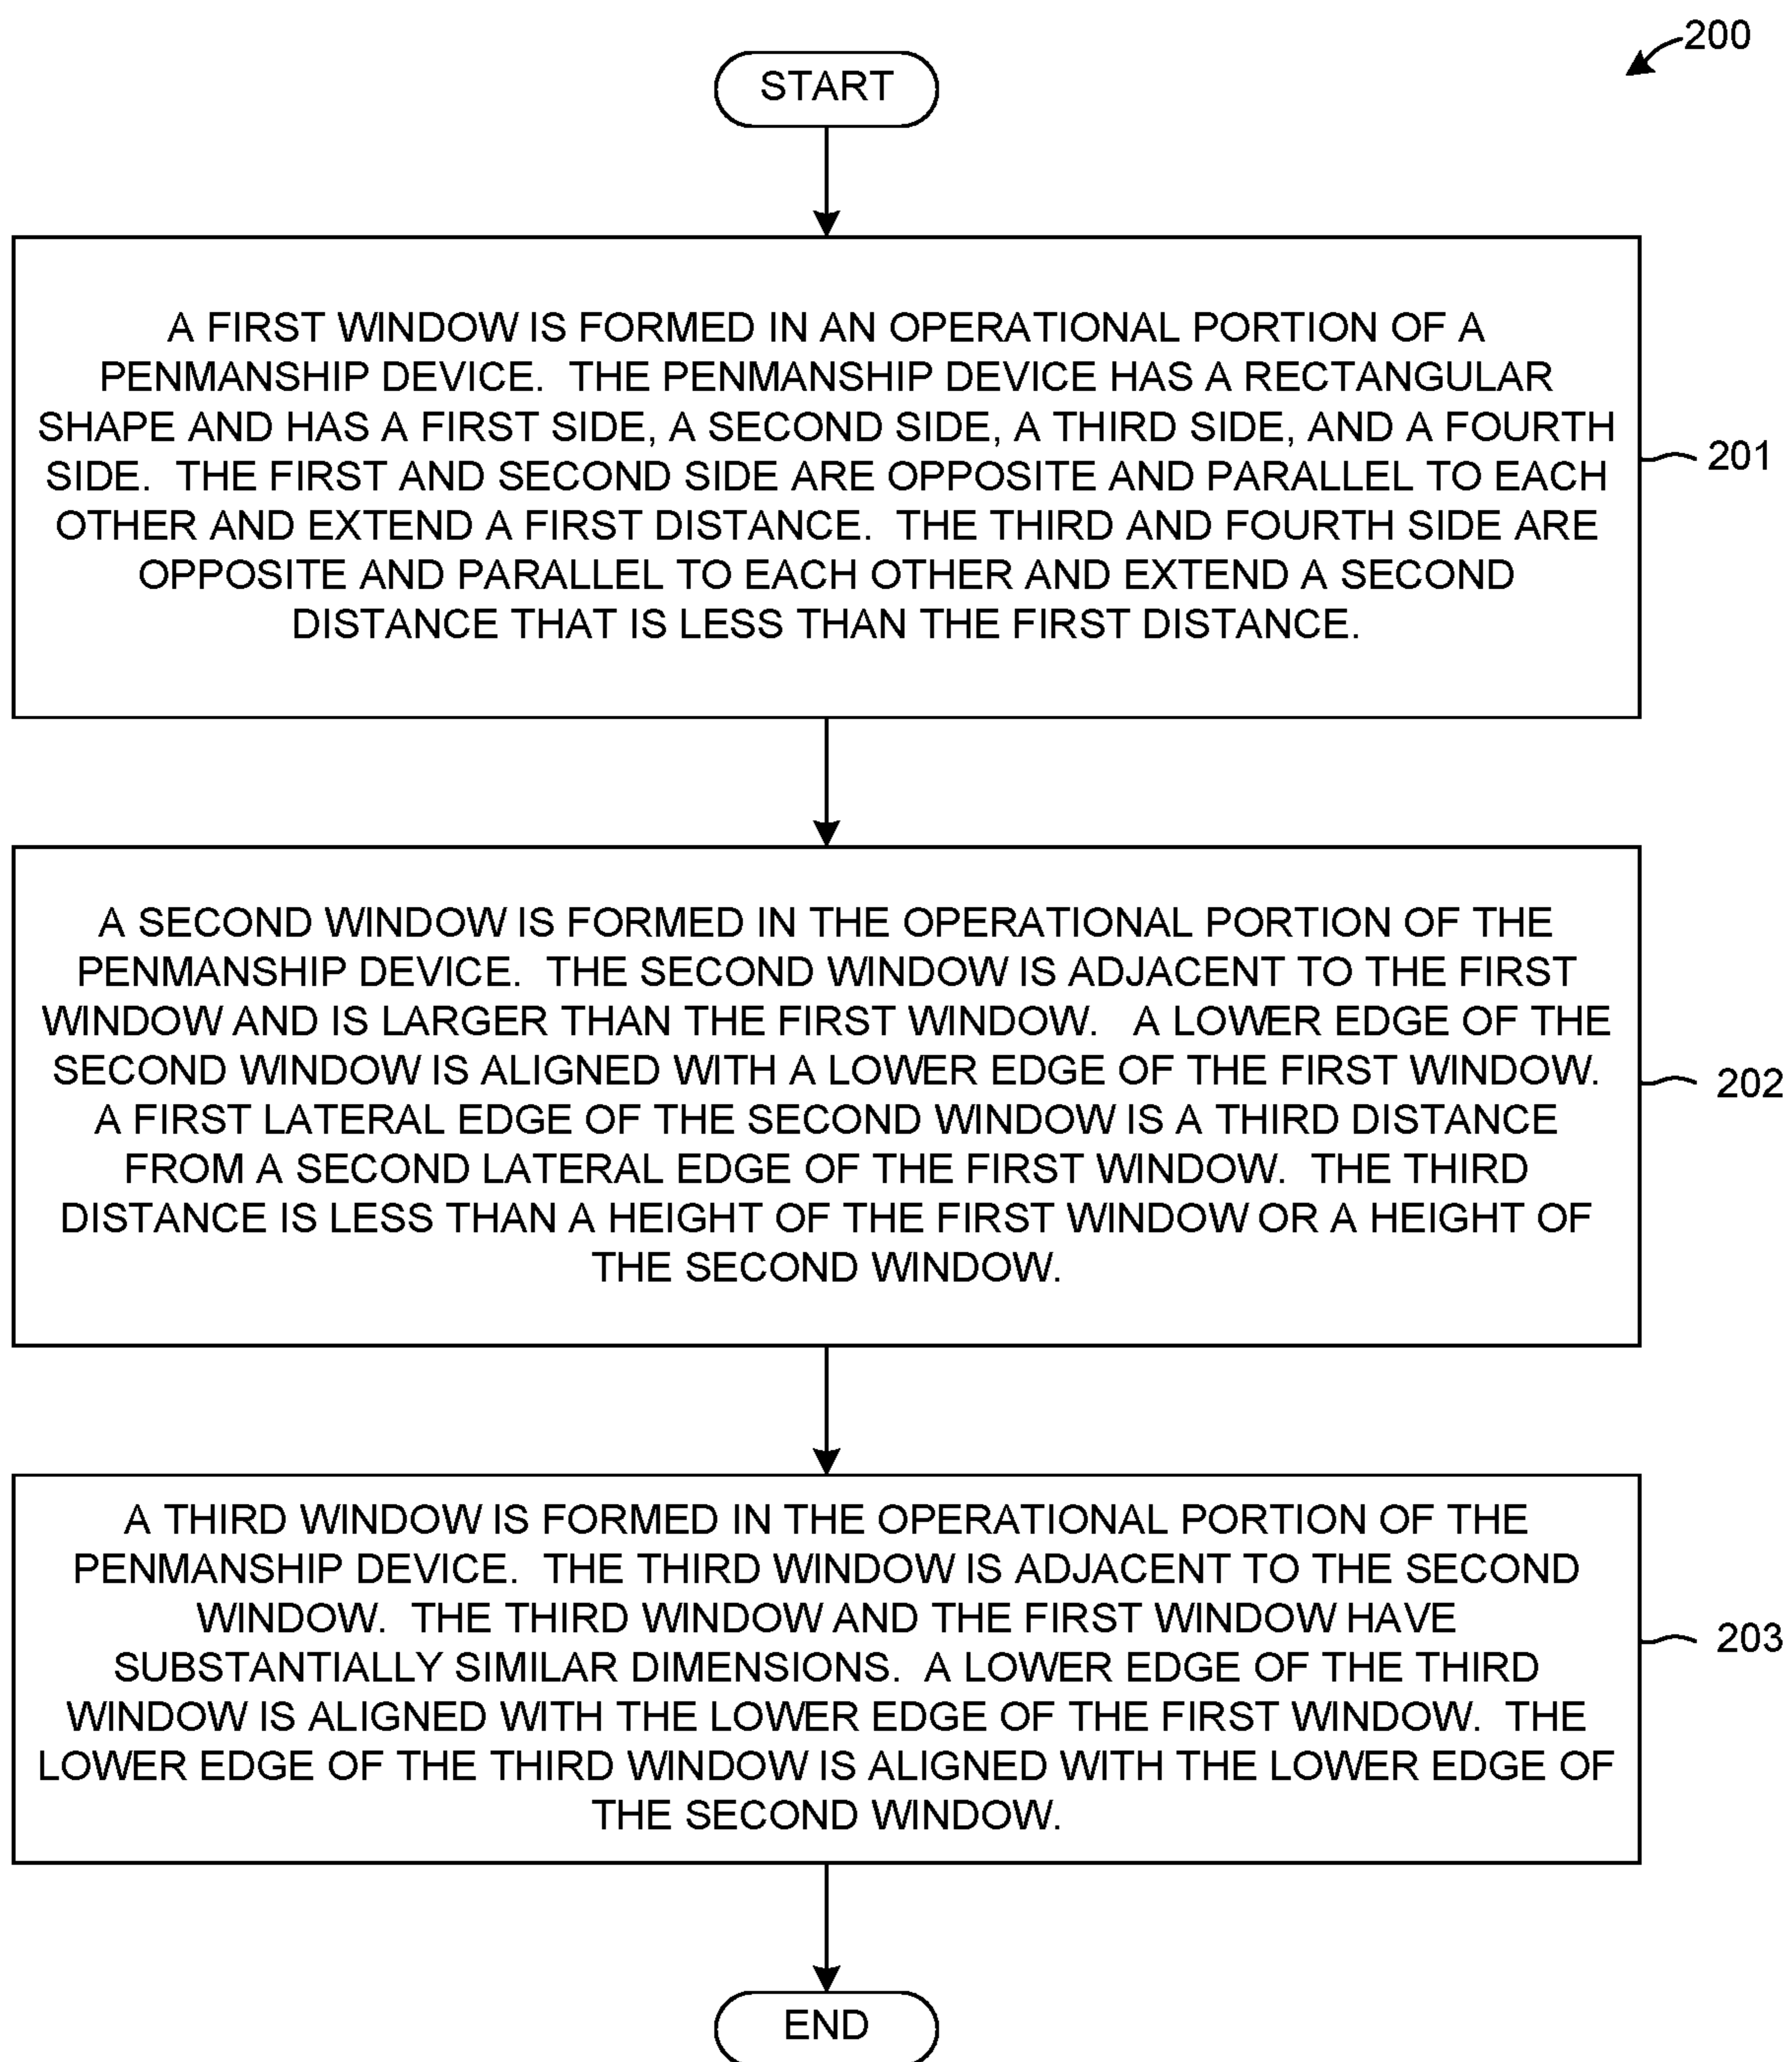 200
START
A FIRST WINDOW IS FORMED IN AN OPERATIONAL PORTION OF A
PENMANSHIP DEVICE. THE PENMANSHIP DEVICE HAS A RECTANGULAR
SHAPE AND HAS A FIRST SIDE, A SECOND SIDE, A THIRD SIDE, AND A FOURTH
SIDE. THE FIRST AND SECOND SIDE ARE OPPOSITE AND PARALLEL TO EACH
OTHER AND EXTEND A FIRST DISTANCE. THE THIRD AND FOURTH SIDE ARE
OPPOSITE AND PARALLEL TO EACH OTHER AND EXTEND A SECOND
DISTANCE THAT IS LESS THAN THE FIRST DISTANCE.
201
A SECOND WINDOW IS FORMED IN THE OPERATIONAL PORTION OF THE
PENMANSHIP DEVICE. THE SECOND WINDOW IS ADJACENT TO THE FIRST
WINDOW AND IS LARGER THAN THE FIRST WINDOW. A LOWER EDGE OF THE
SECOND WINDOW IS ALIGNED WITH A LOWER EDGE OF THE FIRST WINDOW.
A FIRST LATERAL EDGE OF THE SECOND WINDOW IS A THIRD DISTANCE
FROM A SECOND LATERAL EDGE OF THE FIRST WINDOW. THE THIRD
DISTANCE IS LESS THAN A HEIGHT OF THE FIRST WINDOW OR A HEIGHT OF
THE SECOND WINDOW.
202
A THIRD WINDOW IS FORMED IN THE OPERATIONAL PORTION OF THE
PENMANSHIP DEVICE. THE THIRD WINDOW IS ADJACENT TO THE SECOND
WINDOW. THE THIRD WINDOW AND THE FIRST WINDOW HAVE
SUBSTANTIALLY SIMILAR DIMENSIONS. A LOWER EDGE OF THE THIRD
WINDOW IS ALIGNED WITH THE LOWER EDGE OF THE FIRST WINDOW. THE
LOWER EDGE OF THE THIRD WINDOW IS ALIGNED WITH THE LOWER EDGE OF
THE SECOND WINDOW.
203
END